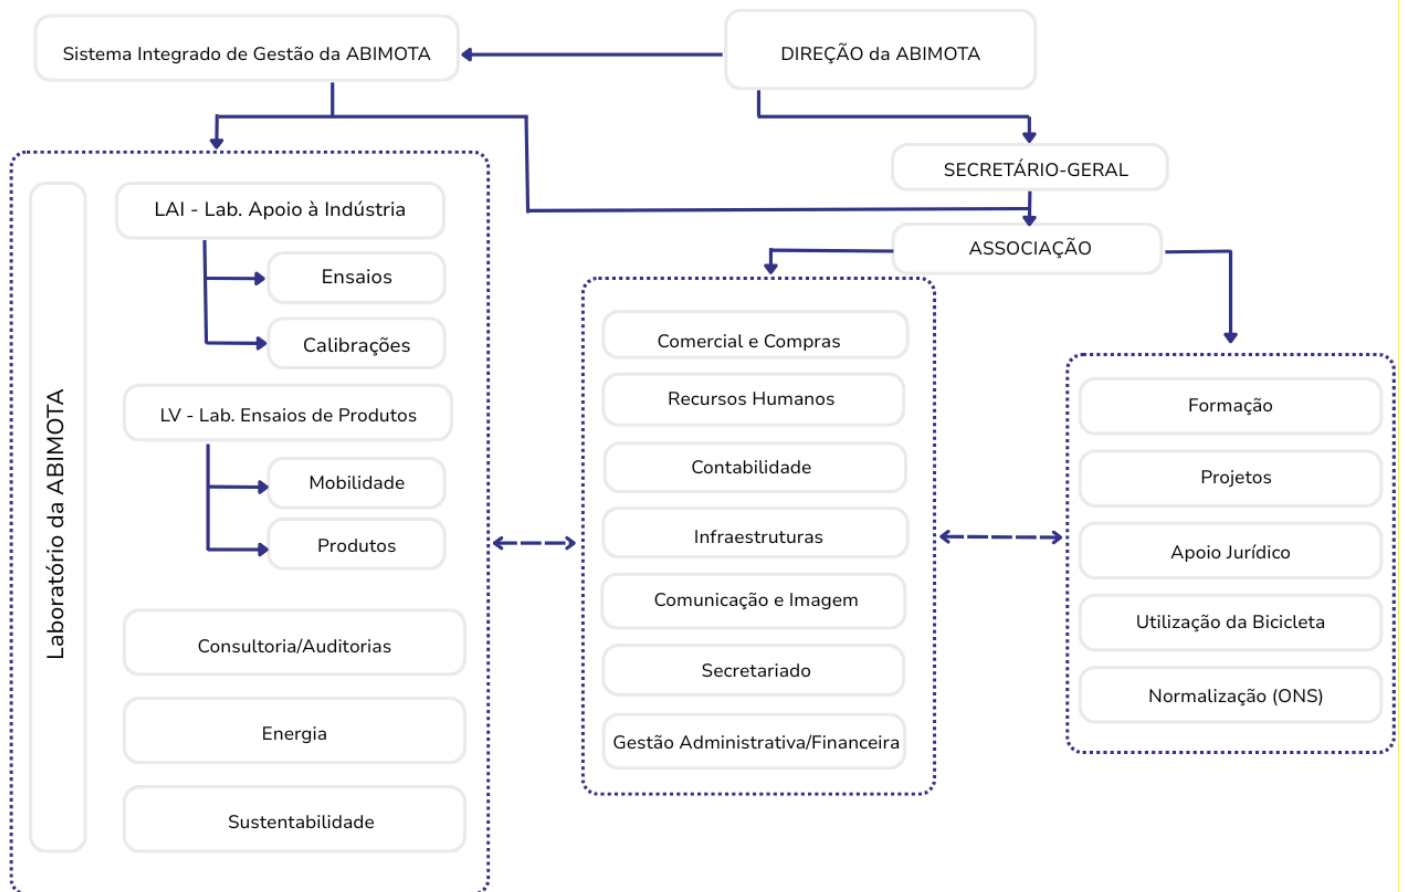 Sistema Integrado de Gestão da ABIMOTA
DIREÇÃO da ABIMOTA
SECRETÁRIO-GERAL
ASSOCIAÇÃO
Laboratório da ABIMOTA
LAI - Lab. Apoio à Indústria
Ensaios
Calibrações
LV - Lab. Ensaios de Produtos
Mobilidade
Produtos
Consultoria/Auditorias
Energia
Sustentabilidade
Comercial e Compras
Recursos Humanos
Contabilidade
Infraestruturas
Comunicação e Imagem
Secretariado
Gestão Administrativa/Financeira
Formação
Projetos
Apoio Jurídico
Utilização da Bicicleta
Normalização (ONS)